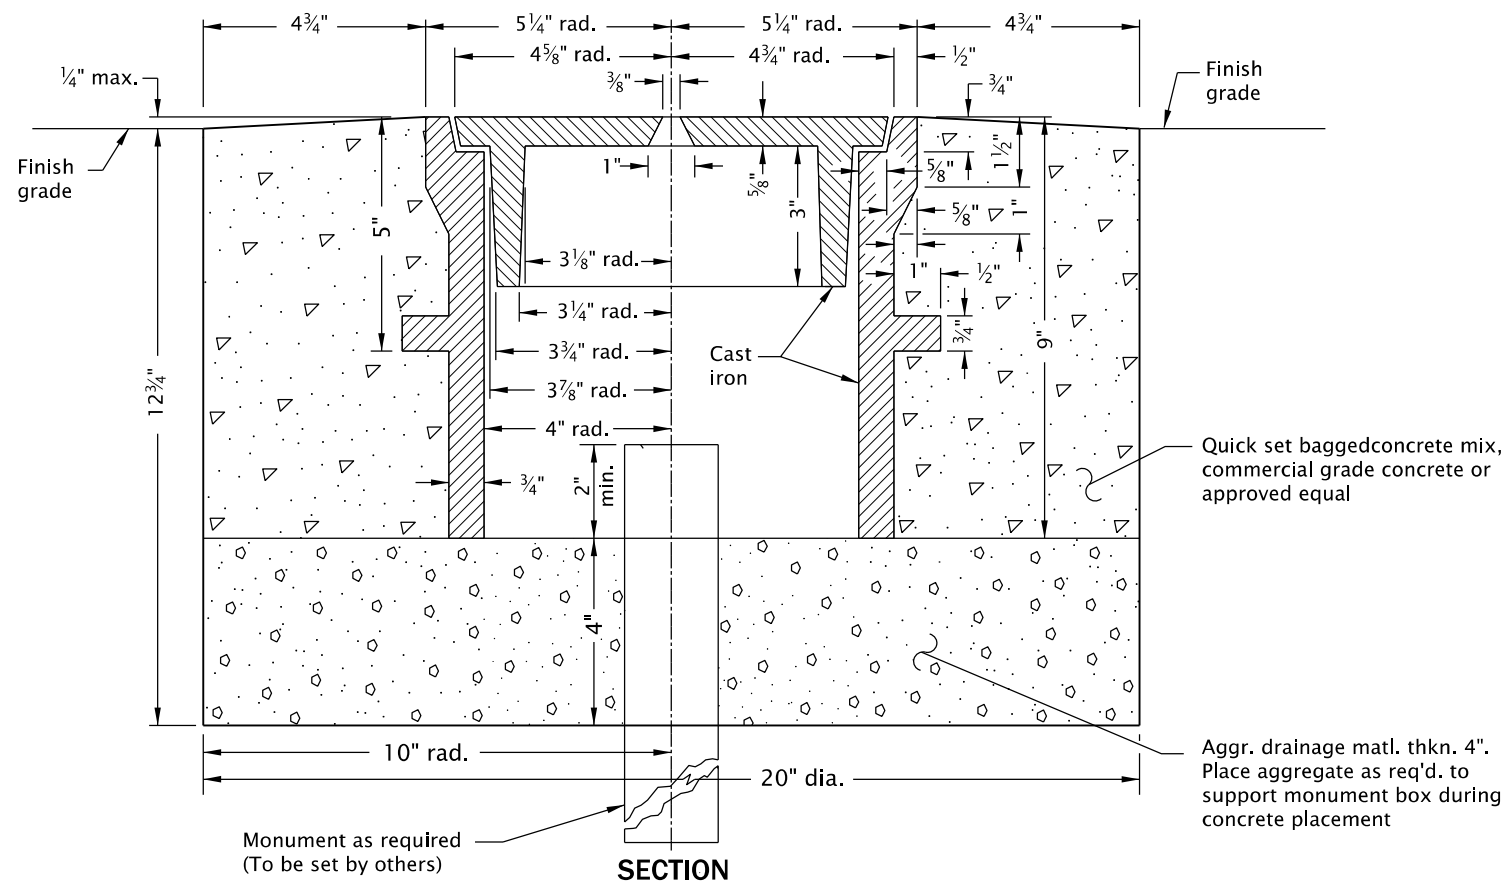 4¾"
5¼" rad.
5¼" rad.
4¾"
4⅝" rad.
4¾" rad.
½"
¼" max.
⅜"
¾"
Finish
grade
Finish
grade
1"
⅝"
3"
⅝"
1½"
5"
⅝"
1"
3⅛" rad.
1"
½"
3¼" rad.
¾"
9"
3¾" rad.
Cast
iron
12¾"
3⅞" rad.
4" rad.
Quick set baggedconcrete mix,
commercial grade concrete or
approved equal
¾"
2"
min.
4"
10" rad.
20" dia.
Aggr. drainage matl. thkn. 4".
Place aggregate as req'd. to
support monument box during
concrete placement
Monument as required
(To be set by others)
SECTION